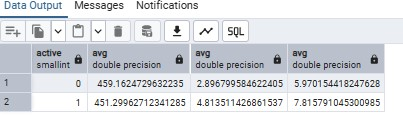 Data Output Messages Notifications
SQL
active avg avg avg
smallint double precision double precision double precision
1 0 459.1624729632235 2.896799584622405 5.970154418247628
2 1 451.29962712341285 4.813511426861537 7.815791045300985